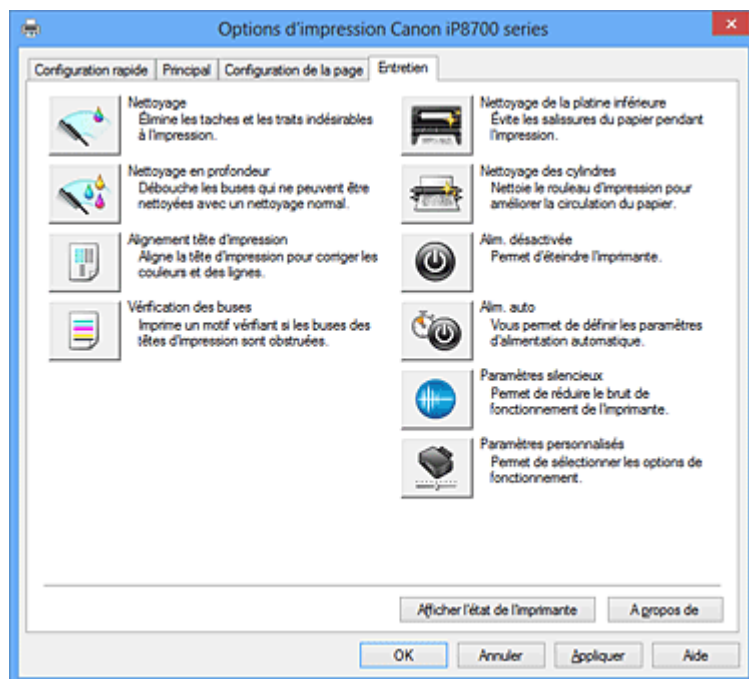 Options d'impression Canon iP8700 series
Configuration rapide
Principal
Configuration de la page
Entretien
Nettoyage
Élimine les taches et les traits indésirables
à l'impression.
Nettoyage en profondeur
Débouche les buses qui ne peuvent être
nettoyées avec un nettoyage normal.
Alignement tête d'impression
Aligne la tête d'impression pour corriger les
couleurs et des lignes.
Vérification des buses
Imprime un motif vérifiant si les buses des
têtes d'impression sont obstruées.
Nettoyage de la platine inférieure
Évite les salissures du papier pendant
l'impression.
Nettoyage des cylindres
Nettoie le rouleau d'impression pour
améliorer la circulation du papier.
Alim. désactivée
Permet d'éteindre l'imprimante.
Alim. auto
Vous permet de définir les paramètres
d'alimentation automatique.
Paramètres silencieux
Permet de réduire le bruit de
fonctionnement de l'imprimante.
Paramètres personnalisés
Permet de sélectionner les options de
fonctionnement.
Afficher l'état de l'imprimante
A propos de
OK
Annuler
Appliquer
Aide